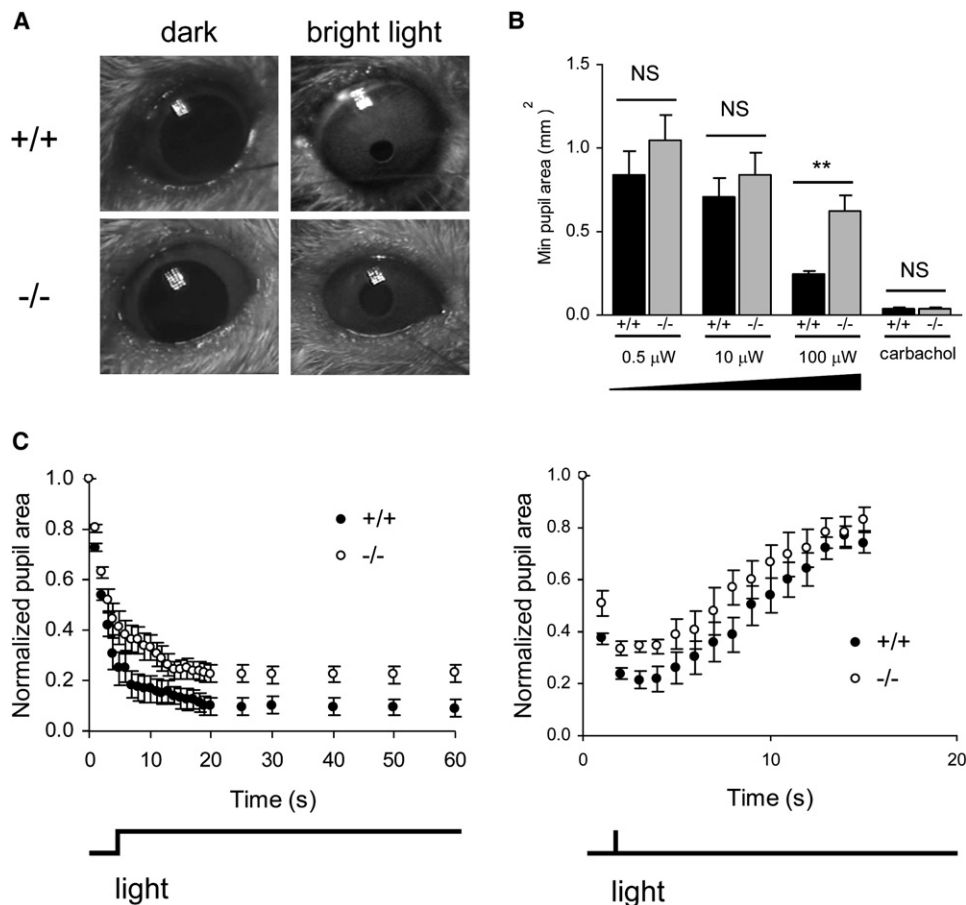 A
dark
bright light
+/+
-/-
B
Min pupil area (mm²)
1.5
1.0
0.5
0.0
NS
NS
**
NS
+/+ -/- +/+ -/- +/+ -/- +/+ -/-
0.5 μW 10 μW 100 μW carbachol
C
Normalized pupil area
1.0
0.8
0.6
0.4
0.2
0.0
+/+
-/-
0 10 20 30 40 50 60
Time (s)
light
Normalized pupil area
1.0
0.8
0.6
0.4
0.2
0.0
+/+
-/-
0 10 20
Time (s)
light